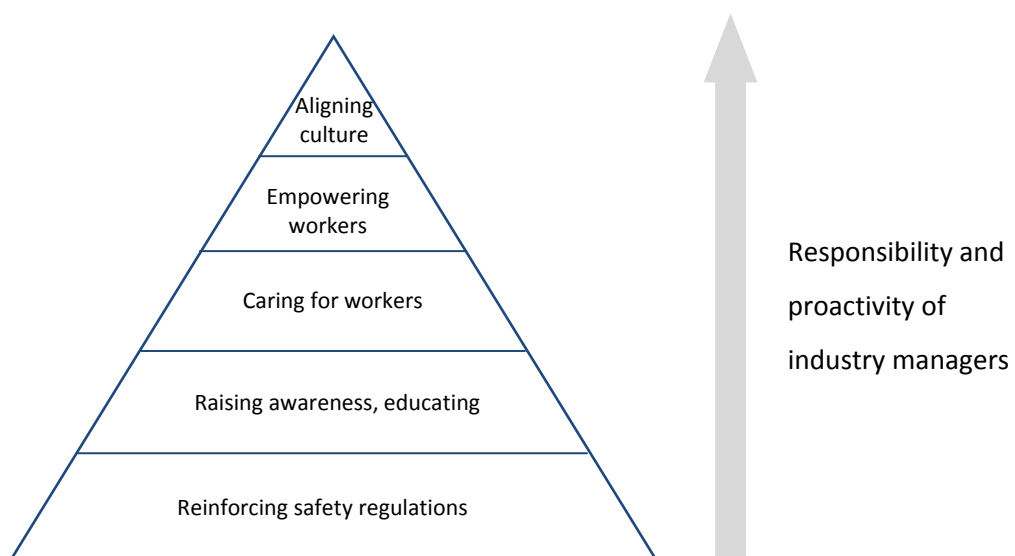 Aligning
culture
Empowering
workers
Caring for workers
Raising awareness, educating
Reinforcing safety regulations
Responsibility and
proactivity of
industry managers